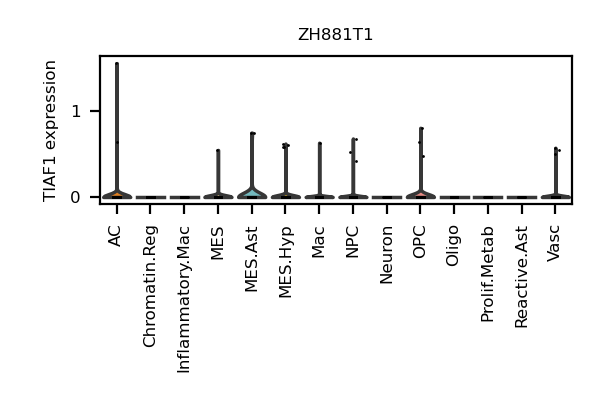 ZH881T1
TIAF1 expression
1
0
AC
Chromatin.Reg
Inflammatory.Mac
MES
MES.Ast
MES.Hyp
Mac
NPC
Neuron
OPC
Oligo
Prolif.Metab
Reactive.Ast
Vasc